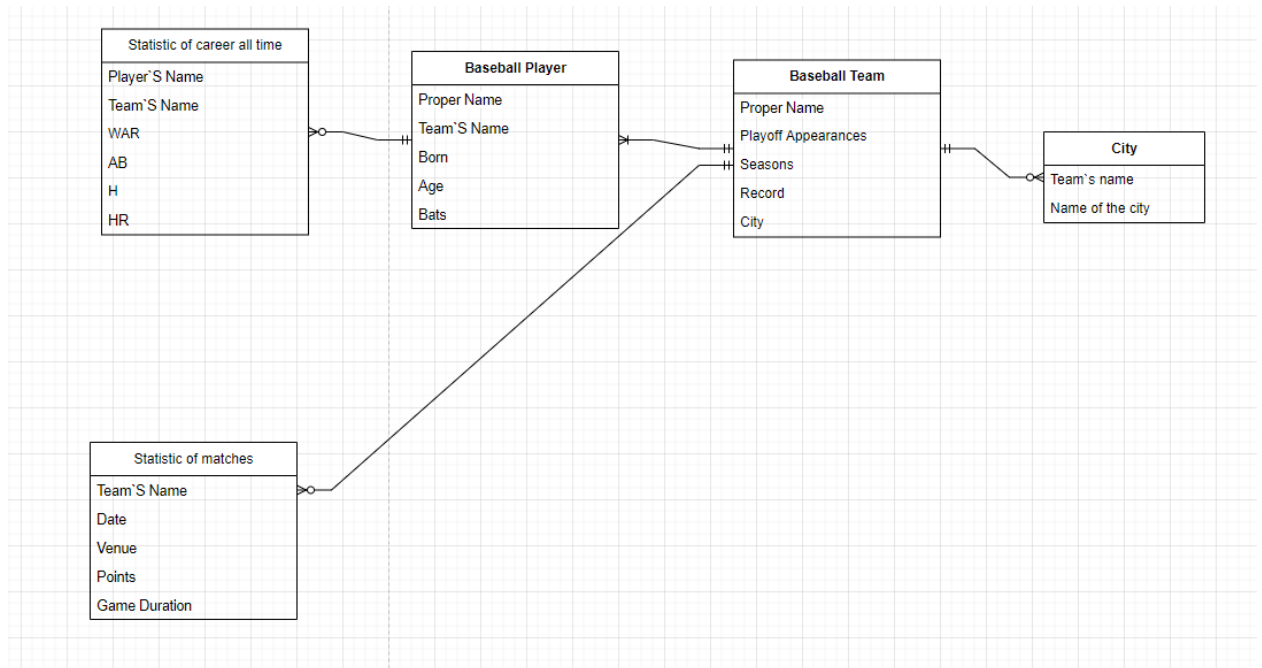 Statistic of career all time
Player`S Name
Team`S Name
WAR
AB
H
HR
Baseball Player
Proper Name
Team`S Name
Born
Age
Bats
Baseball Team
Proper Name
Playoff Appearances
Seasons
Record
City
City
Team`s name
Name of the city
Statistic of matches
Team`S Name
Date
Venue
Points
Game Duration